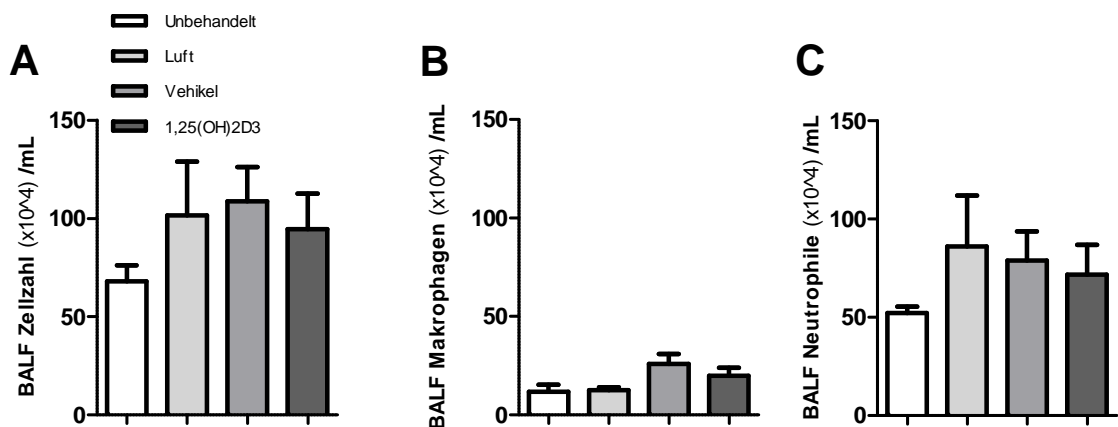 Unbehandelt
Luft
Vehikel
1,25(OH)2D3
A
BALF Zellzahl (x10^4) /mL
150
100
50
0
B
BALF Makrophagen (x10^4) /mL
150
100
50
0
C
BALF Neutrophile (x10^4) /mL
150
100
50
0